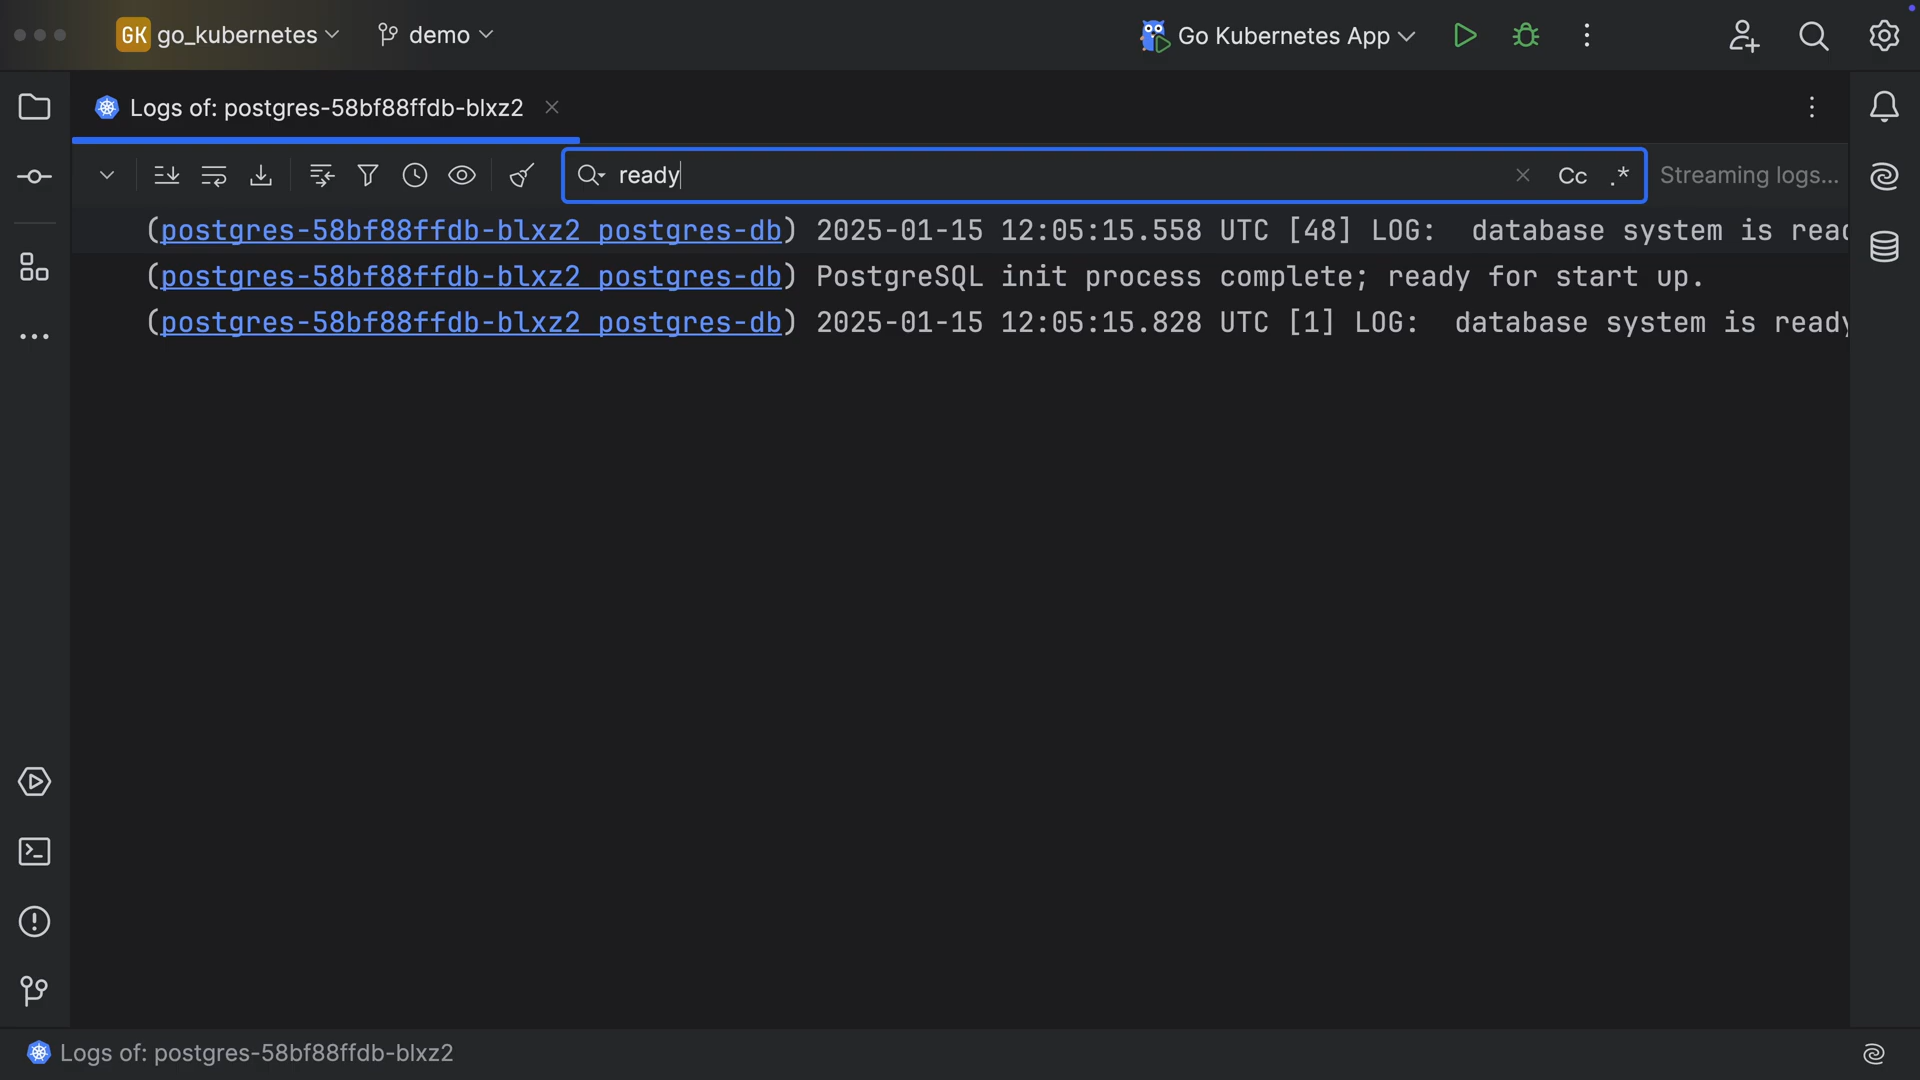 GK go_kubernetes demo Go Kubernetes App
Logs of: postgres-58bf88ffdb-blxz2
ready Cc .* Streaming logs...
(postgres-58bf88ffdb-blxz2 postgres-db) 2025-01-15 12:05:15.558 UTC [48] LOG:  database system is
(postgres-58bf88ffdb-blxz2 postgres-db) PostgreSQL init process complete; ready for start up.
(postgres-58bf88ffdb-blxz2 postgres-db) 2025-01-15 12:05:15.828 UTC [1] LOG:  database system is ready
Logs of: postgres-58bf88ffdb-blxz2